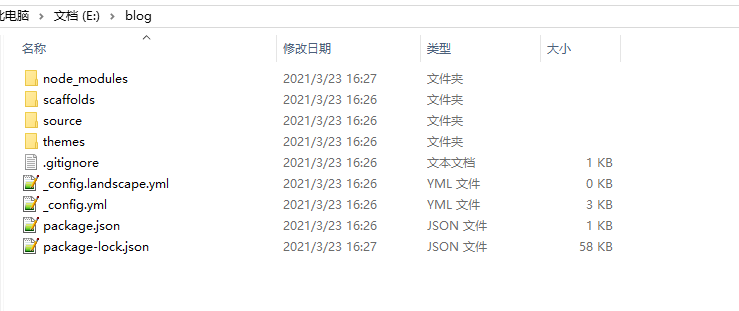 此电脑 > 文档 (E:) > blog
名称 修改日期 类型 大小
node_modules 2021/3/23 16:27 文件夹
scaffolds 2021/3/23 16:26 文件夹
source 2021/3/23 16:26 文件夹
themes 2021/3/23 16:26 文件夹
.gitignore 2021/3/23 16:26 文本文档 1 KB
_config.landscape.yml 2021/3/23 16:26 YML 文件 0 KB
_config.yml 2021/3/23 16:26 YML 文件 3 KB
package.json 2021/3/23 16:26 JSON 文件 1 KB
package-lock.json 2021/3/23 16:27 JSON 文件 58 KB